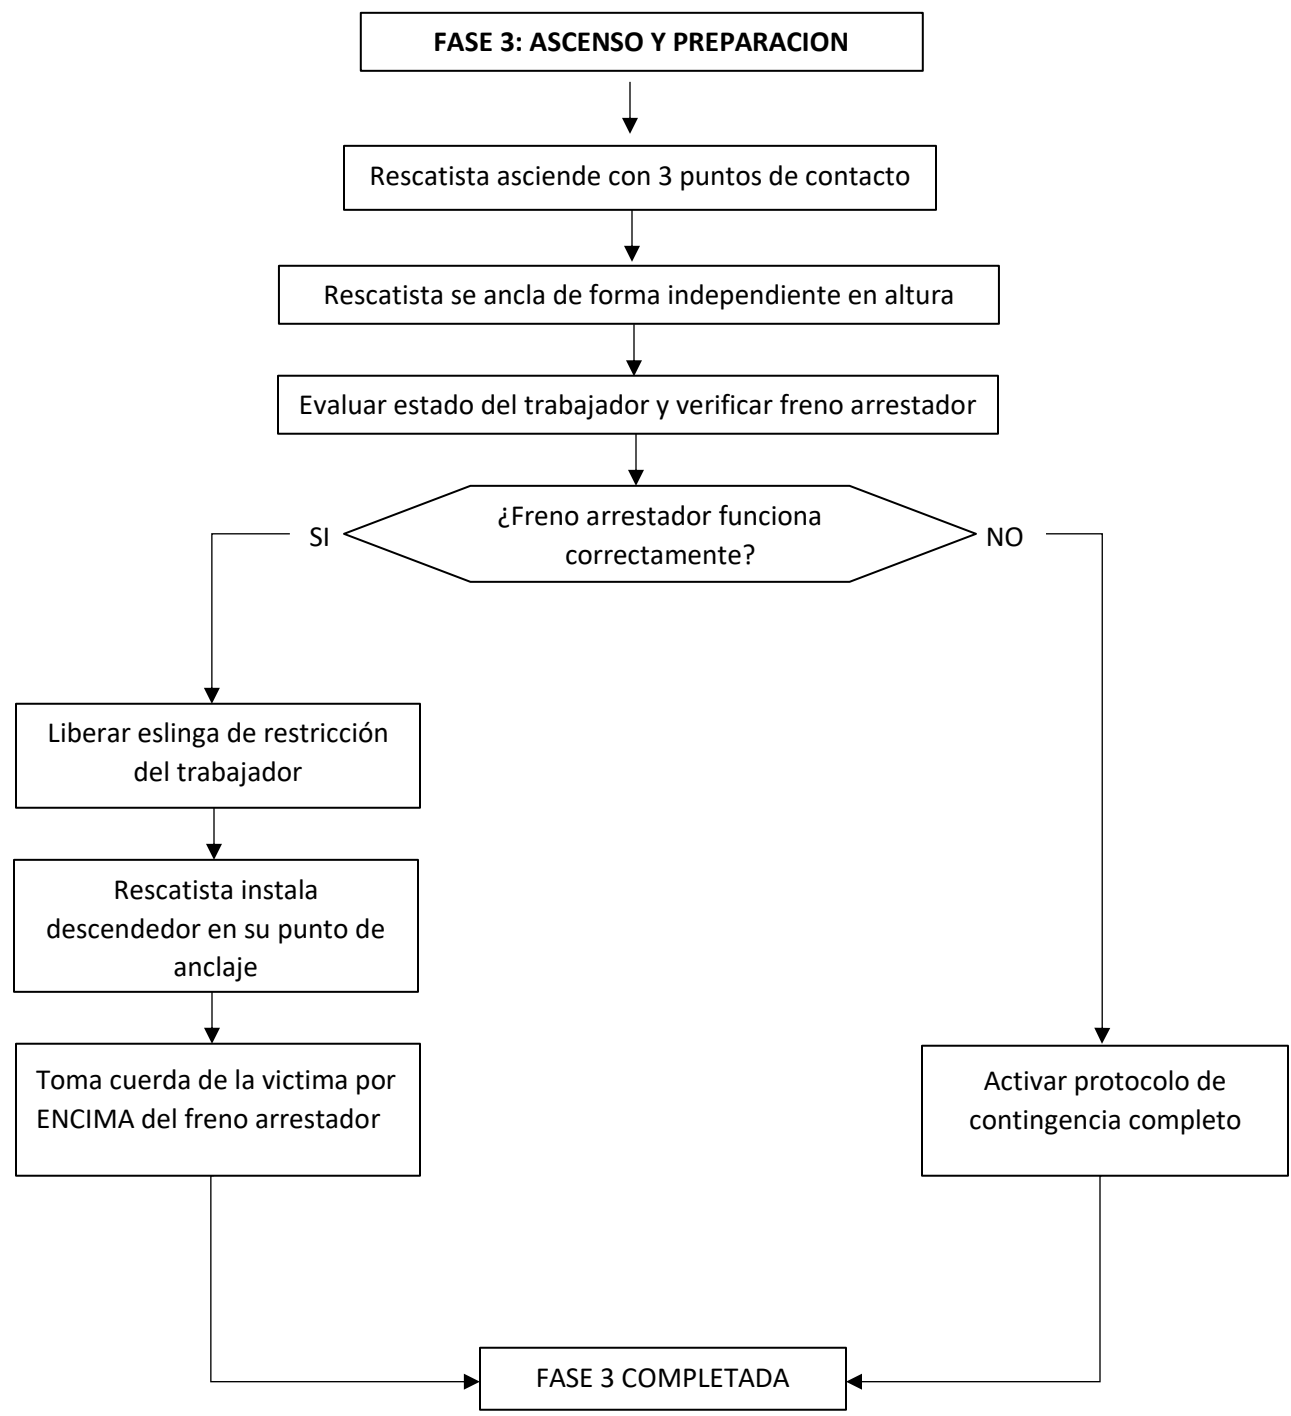 FASE 3: ASCENSO Y PREPARACION
Rescatista asciende con 3 puntos de contacto
Rescatista se ancla de forma independiente en altura
Evaluar estado del trabajador y verificar freno arrestador
¿Freno arrestador funciona
correctamente?
SI
NO
Liberar eslinga de restricción
del trabajador
Rescatista instala
descendedor en su punto de
anclaje
Toma cuerda de la victima por
ENCIMA del freno arrestador
Activar protocolo de
contingencia completo
FASE 3 COMPLETADA